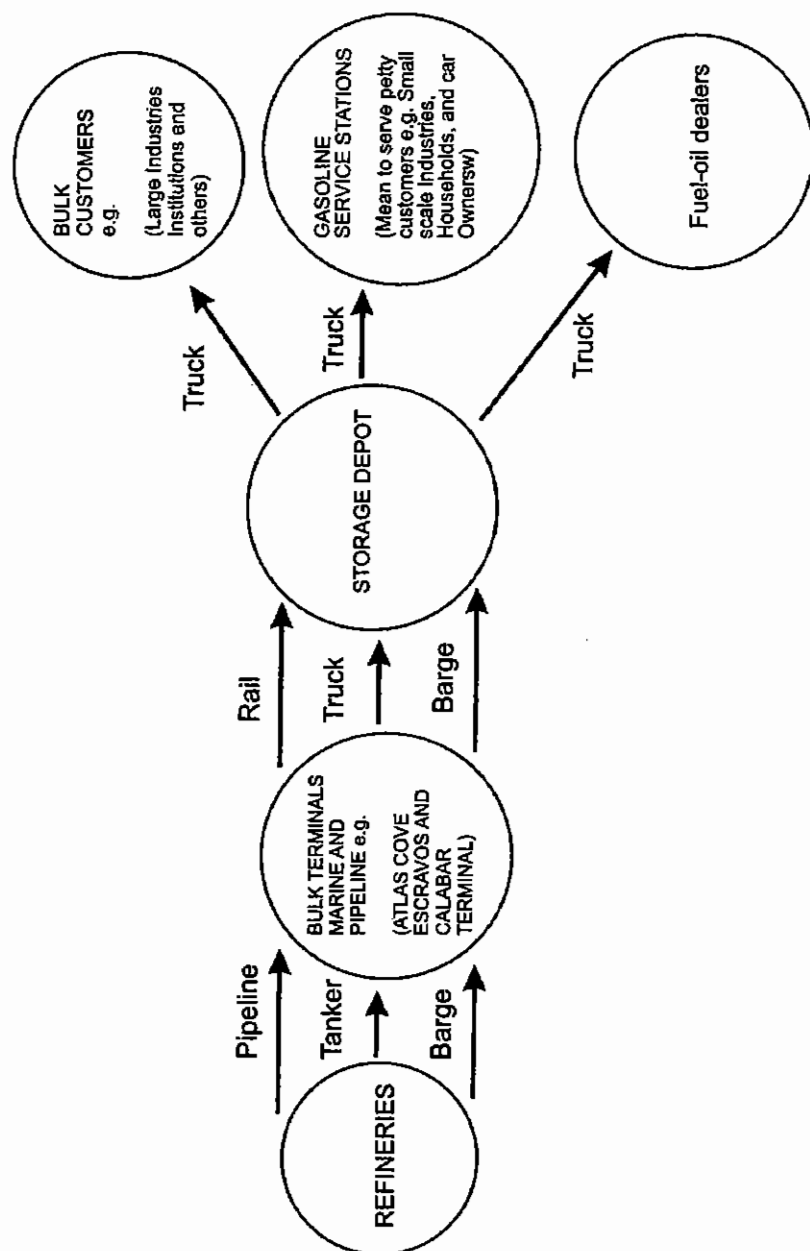 REFINERIES
Pipeline
Tanker
Barge
BULK TERMINALS
MARINE AND
PIPELINE e.g.
(ATLAS COVE
ESCRAVOS AND
CALABAR
TERMINAL)
Rail
Truck
Barge
STORAGE DEPOT
Truck
Truck
Truck
BULK
CUSTOMERS
e.g.
(Large Industries
Institutions and
others)
GASOLINE
SERVICE STATIONS
(Mean to serve petty
customers e.g. Small
scale Industries,
Households, and car
Ownersw)
Fuel-oil dealers